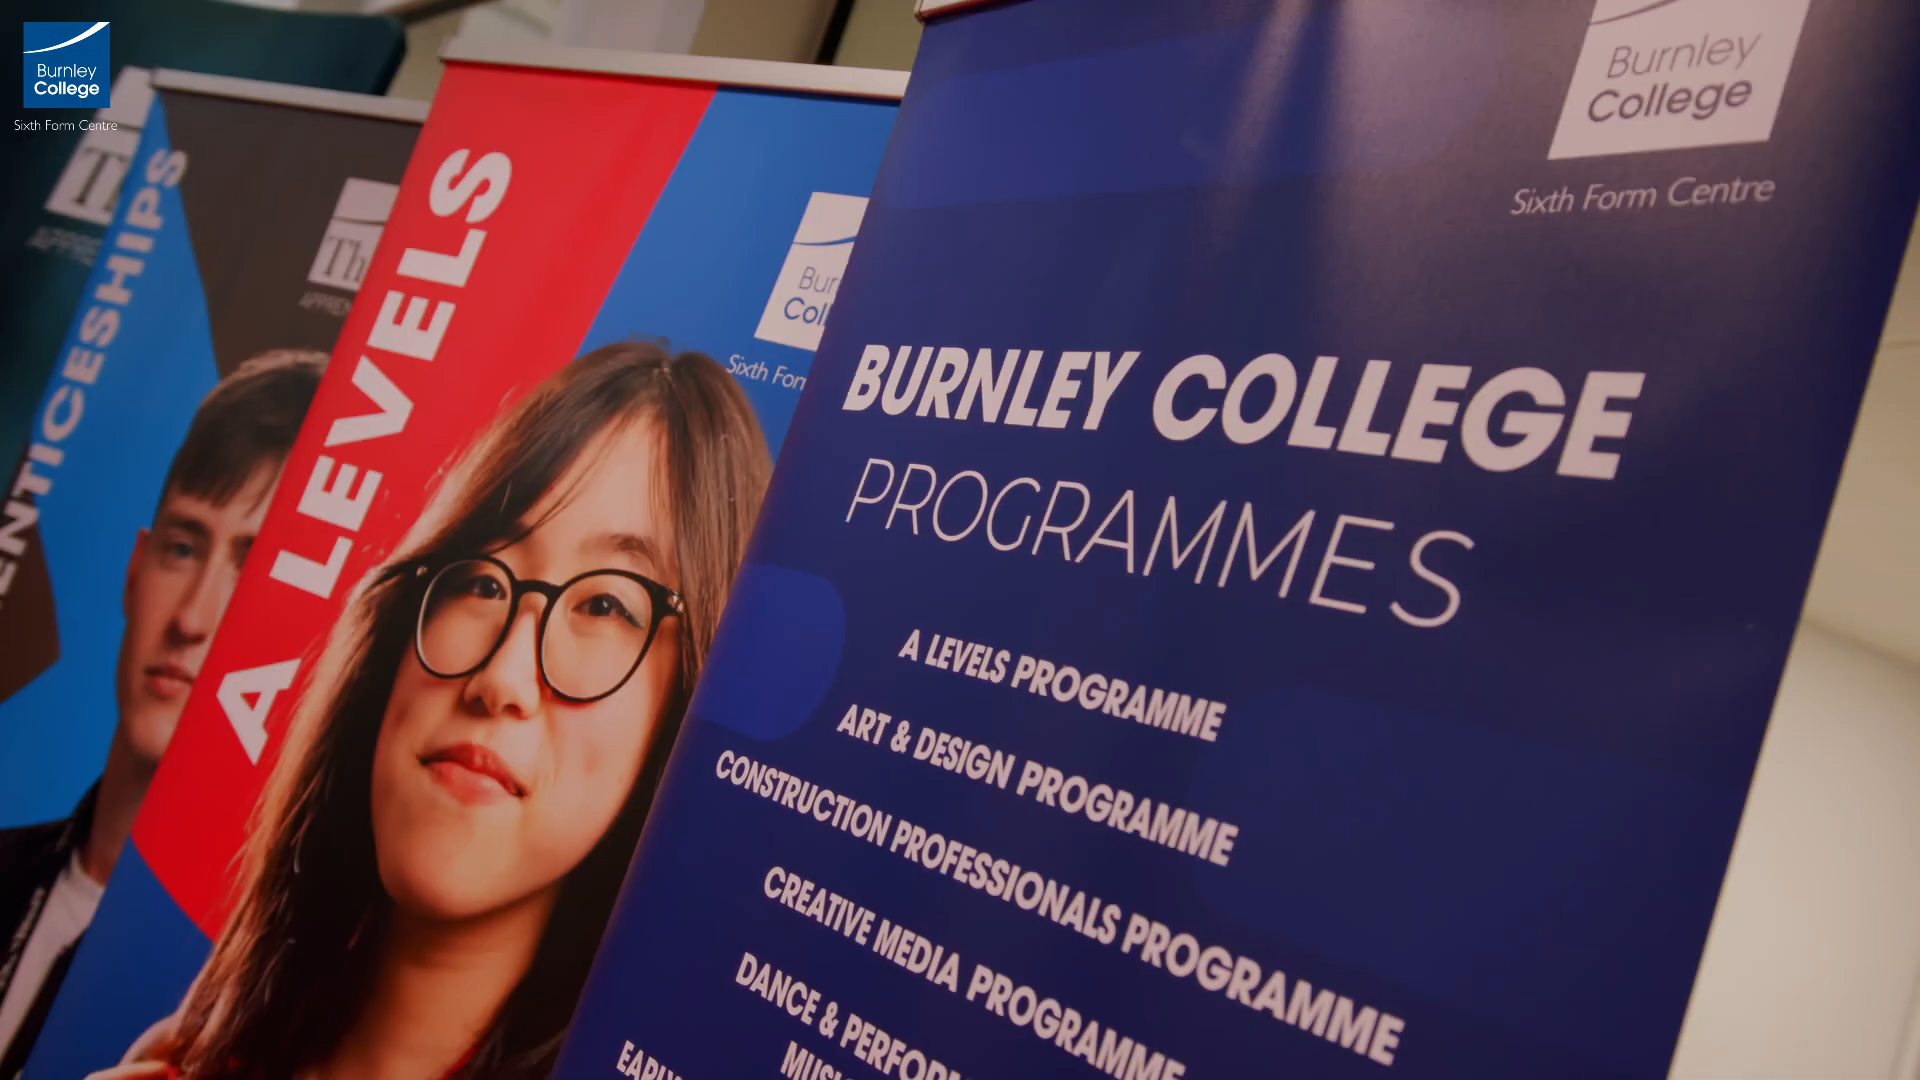 Burnley
College
Sixth Form Centre
A LEVELS
Sixth
Burnley
College
Sixth Form Centre
BURNLEY COLLEGE
PROGRAMMES
A LEVELS PROGRAMME
ART & DESIGN PROGRAMME
CONSTRUCTION PROFESSIONALS PROGRAMME
CREATIVE MEDIA PROGRAMME
DANCE &